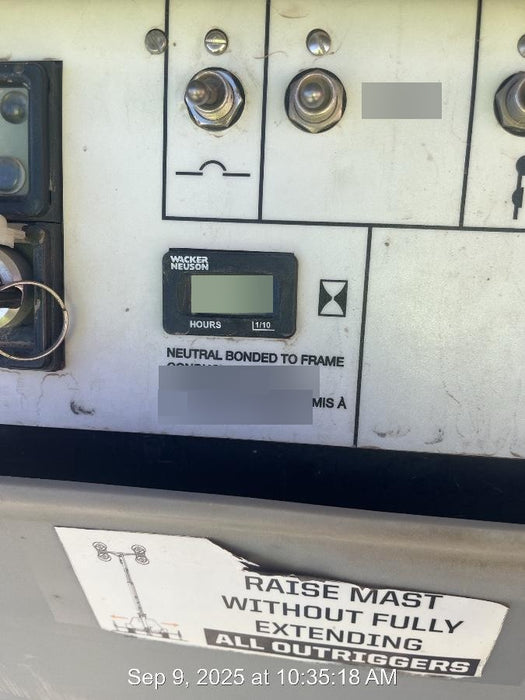 WACKER
NEUSON
HOURS 1/10
NEUTRAL BONDED TO FRAME
MIS À
RAISE MAST
WITHOUT FULLY
EXTENDING
ALL OUTRIGGERS
Sep 9, 2025 at 10:35:18 AM